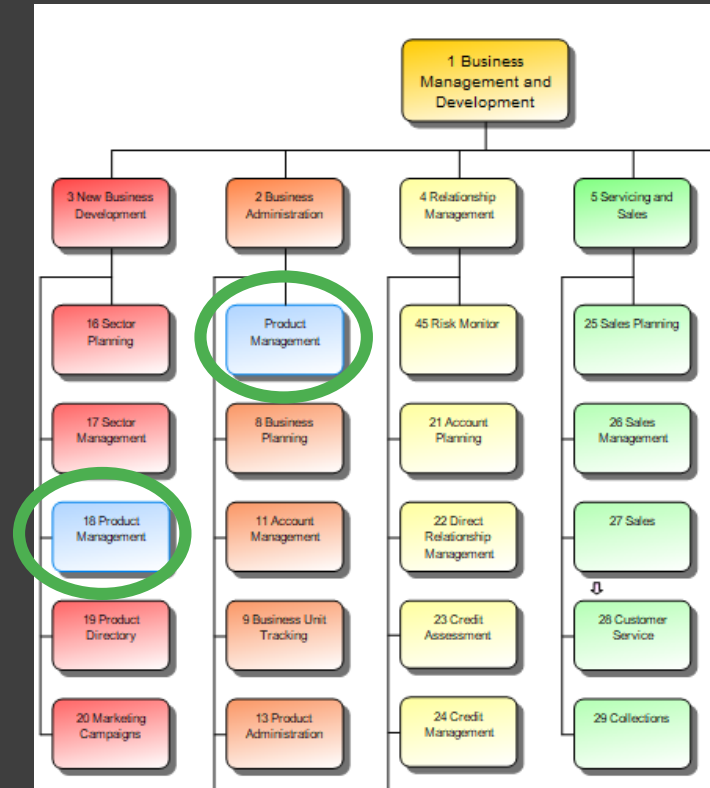 1 Business
Management and
Development
3 New Business
Development
2 Business
Administration
4 Relationship
Management
5 Servicing and
Sales
16 Sector
Planning
Product
Management
45 Risk Monitor
25 Sales Planning
17 Sector
Management
8 Business
Planning
21 Account
Planning
26 Sales
Management
18 Product
Management
11 Account
Management
22 Direct
Relationship
Management
27 Sales
19 Product
Directory
9 Business Unit
Tracking
23 Credit
Assessment
28 Customer
Service
20 Marketing
Campaigns
13 Product
Administration
24 Credit
Management
29 Collections